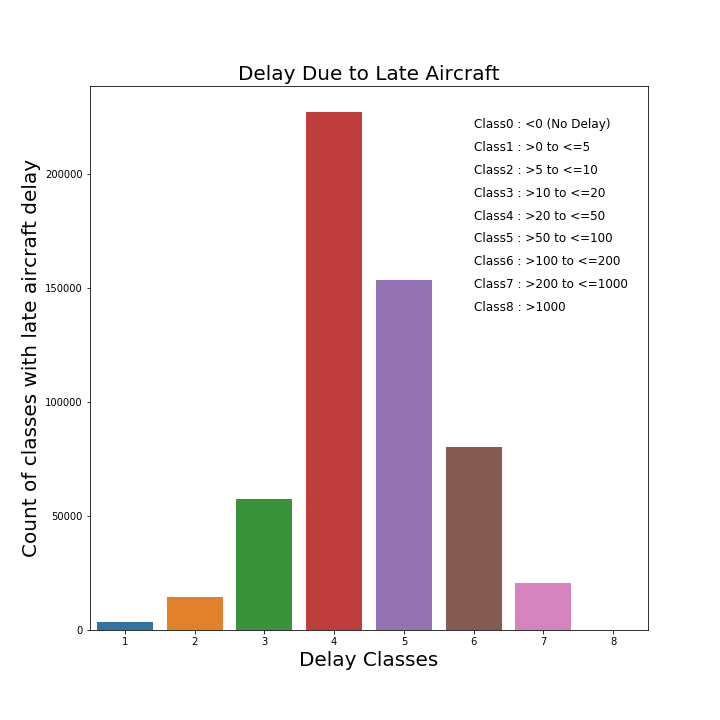 Delay Due to Late Aircraft
Count of classes with late aircraft delay
200000
150000
100000
50000
0
Class0 : <0 (No Delay)
Class1 : >0 to <=5
Class2 : >5 to <=10
Class3 : >10 to <=20
Class4 : >20 to <=50
Class5 : >50 to <=100
Class6 : >100 to <=200
Class7 : >200 to <=1000
Class8 : >1000
1 2 3 4 5 6 7 8
Delay Classes